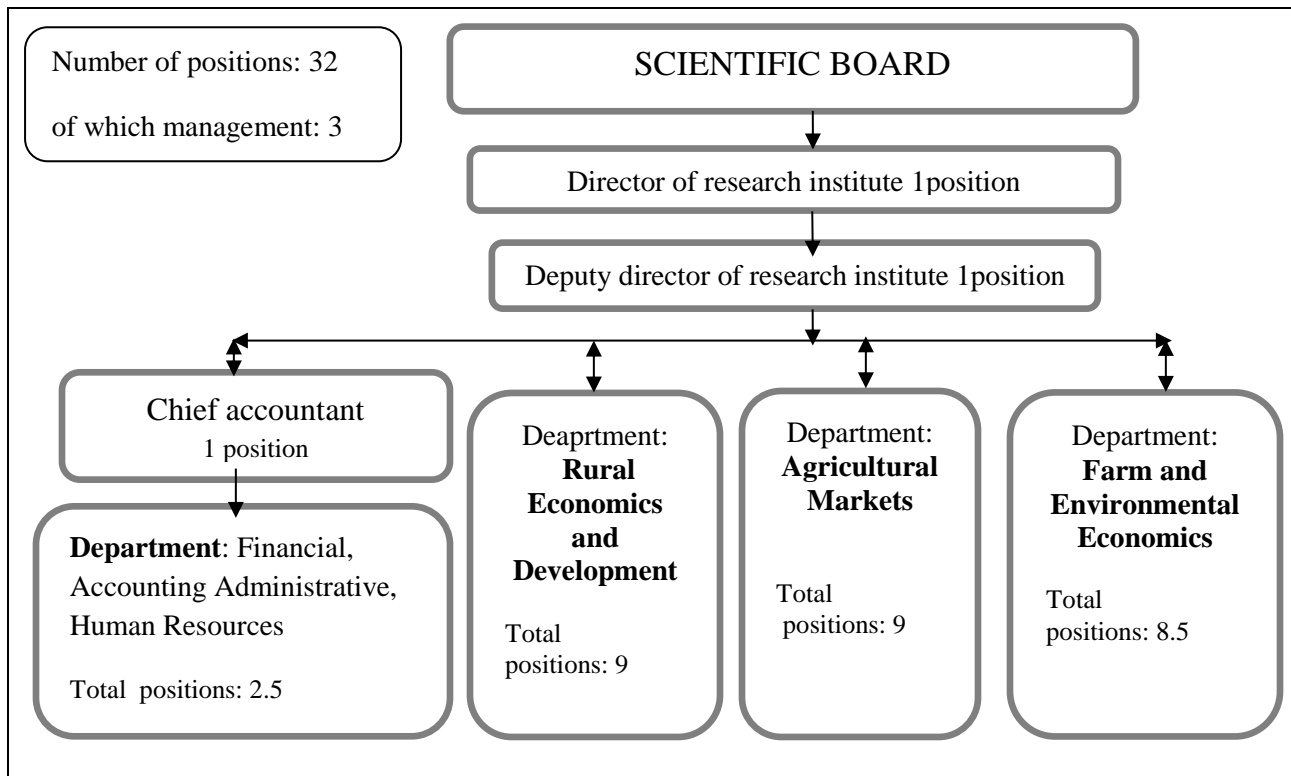 Number of positions: 32
of which management: 3
SCIENTIFIC BOARD
Director of research institute 1position
Deputy director of research institute 1position
Chief accountant
1 position
Department: Financial,
Accounting Administrative,
Human Resources
Total positions: 2.5
Deaprtment:
Rural
Economics
and
Development
Total
positions: 9
Department:
Agricultural
Markets
Total
positions: 9
Department:
Farm and
Environmental
Economics
Total
positions: 8.5